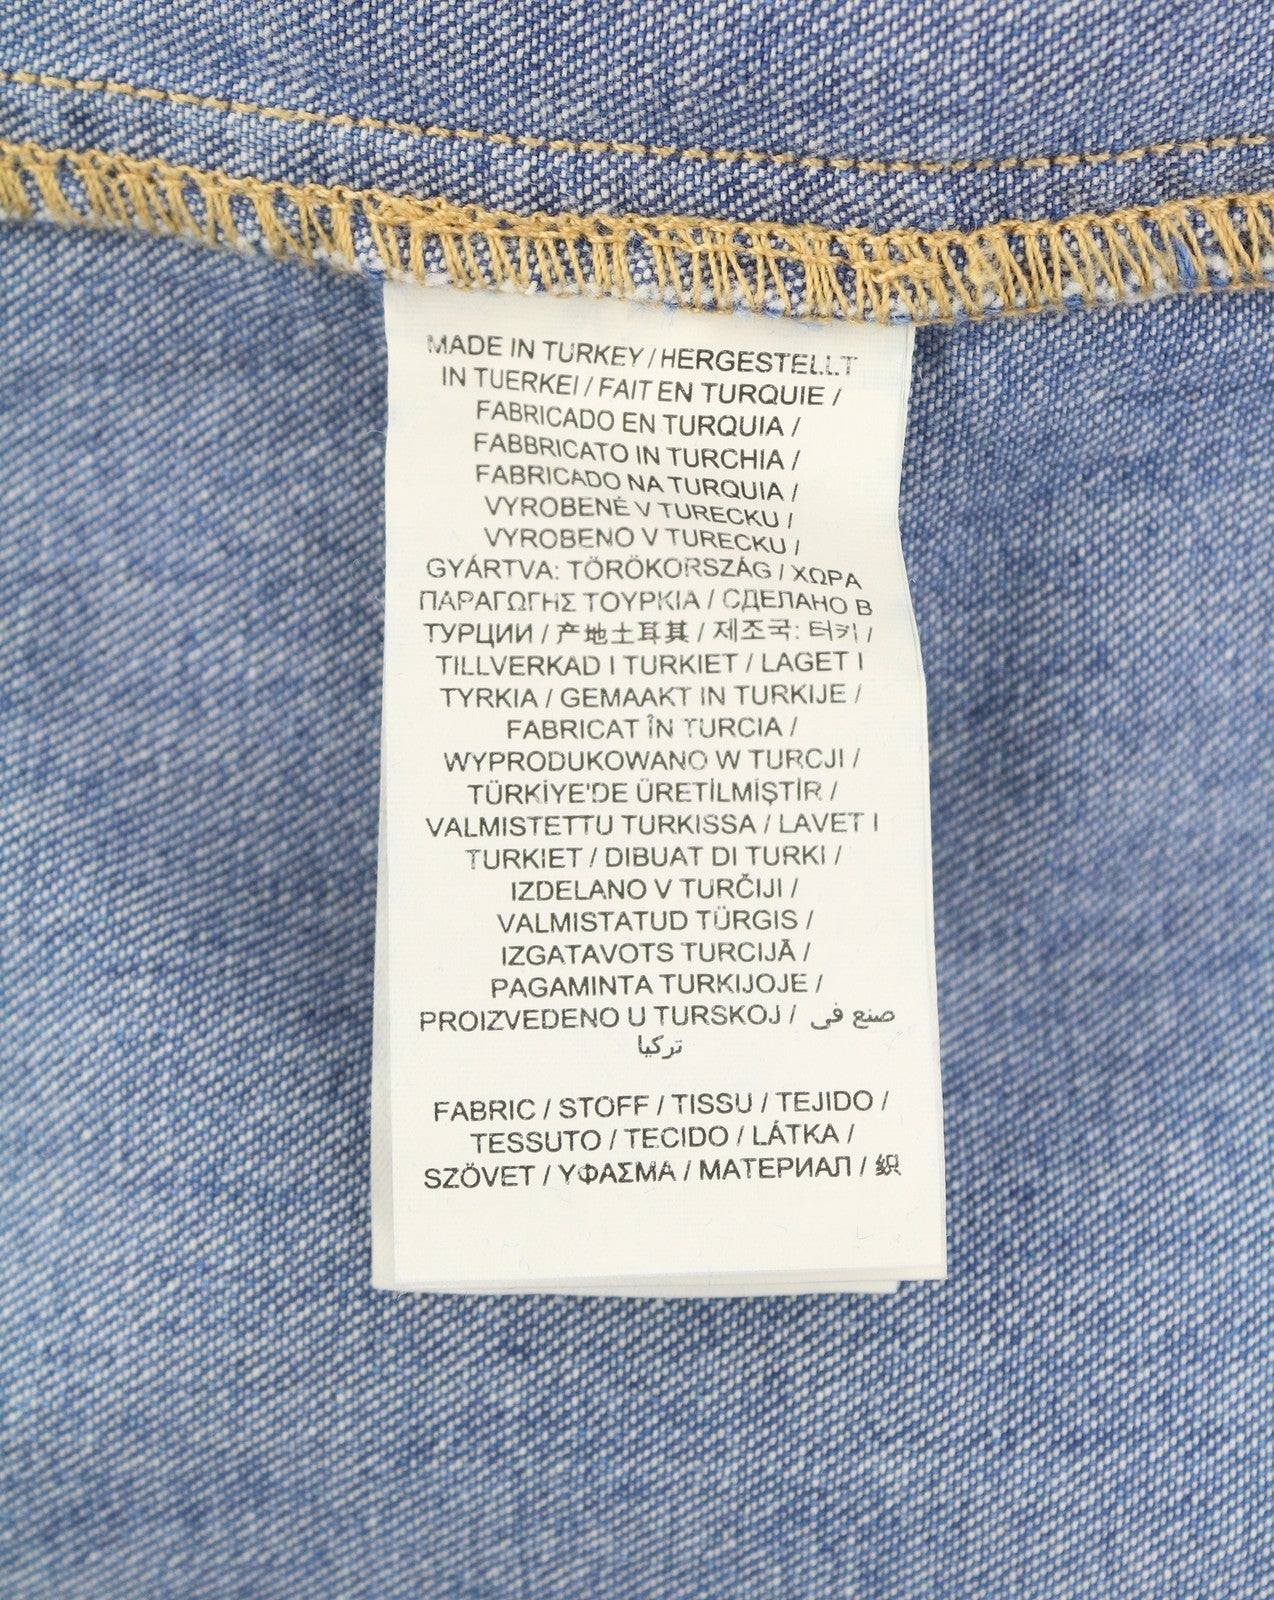 MADE IN TURKEY / HERGESTELLT
IN TUERKEI / FAIT EN TURQUIE /
FABRICADO EN TURQUIA /
FABBRICATO IN TURCHIA /
FABRICADO NA TURQUIA /
VYROBENÉ V TURECKU /
VYROBENO V TURECKU /
GYÁRTVA: TÖRÖKORSZÁG / ΧΩΡΑ
ΠΑΡΑΓΩΓΗΣ ΤΟΥΡΚΙΑ / СДЕЛАНО В
ТУРЦИИ / 产地土耳其 / 제조국: 터키 /
TILLVERKAD I TURKIET / LAGET I
TYRKIA / GEMAAKT IN TURKIJE /
FABRICAT ÎN TURCIA /
WYPRODUKOWANO W TURCJI /
TÜRKİYE'DE ÜRETİLMİŞTİR /
VALMISTETTU TURKISSA / LAVET I
TURKIET / DIBUAT DI TURKI /
IZDELANO V TURČIJI /
VALMISTATUD TÜRGIS /
IZGATAVOTS TURCIJĀ /
PAGAMINTA TURKIJOJE /
PROIZVEDENO U TURSKOJ / صنع في
تركيا
FABRIC / STOFF / TISSU / TEJIDO /
TESSUTO / TECIDO / LÁTKA /
SZÖVET / ΥΦΑΣΜΑ / МАТЕРИАЛ / 織